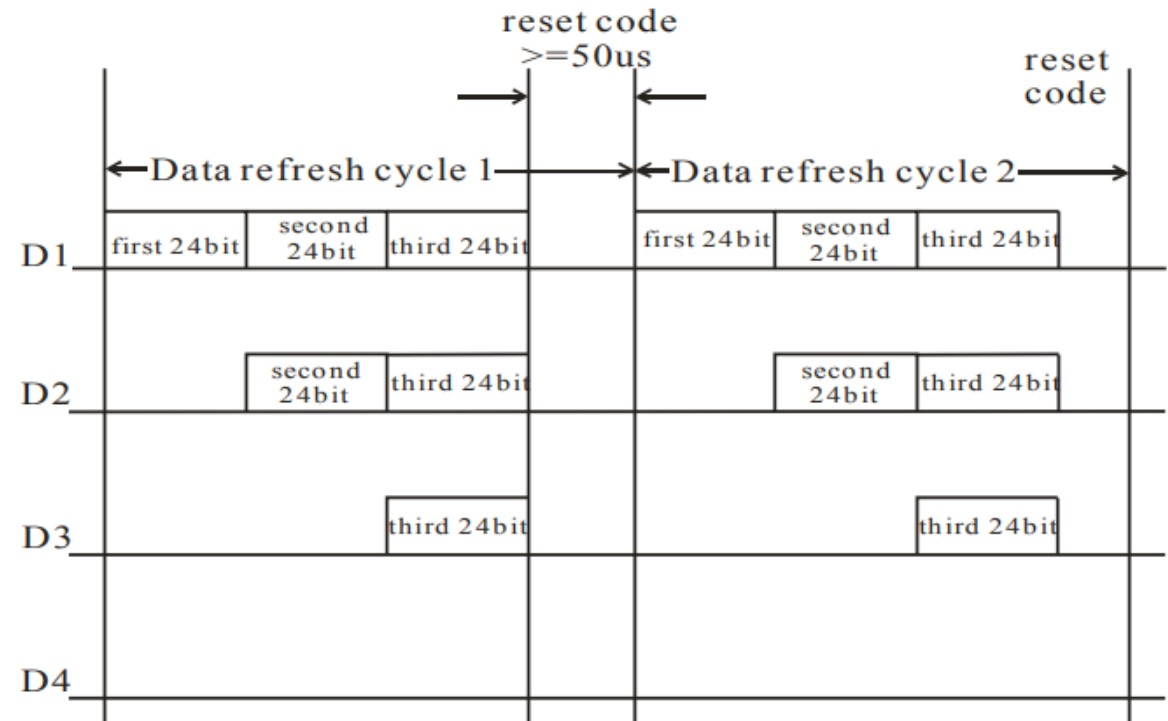 reset code
>=50us
reset
code
Data refresh cycle 1
Data refresh cycle 2
D1
first 24bit
second
24bit
third 24bit
first 24bit
second
24bit
third 24bit
D2
second
24bit
third 24bit
second
24bit
third 24bit
D3
third 24bit
third 24bit
D4